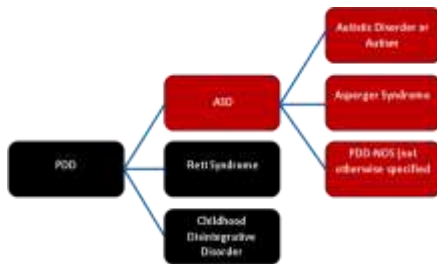 Autistic Disorder or
Autism
ASD
Asperger Syndrome
PDD
Rett Syndrome
PDD-NOS (not
otherwise specified
Childhood
Disintegrative
Disorder